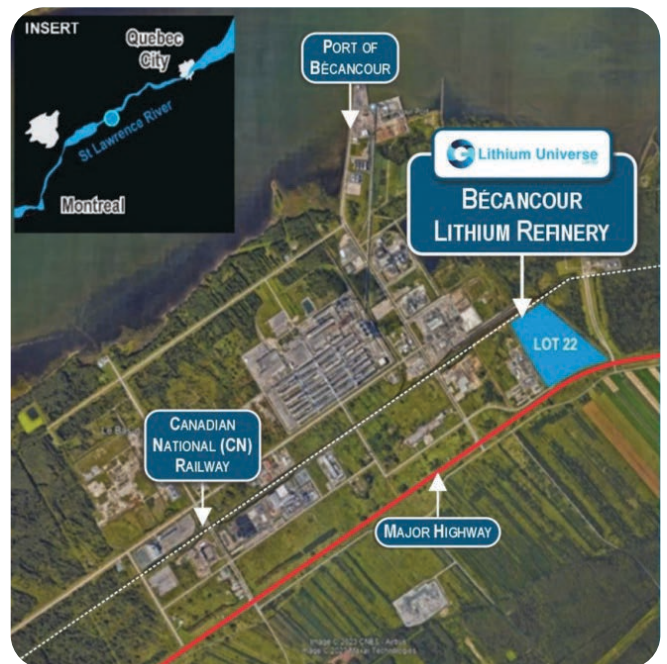 INSERT
Quebec
City
St Lawrence River
Montreal
PORT OF
BÉCANCOUR
Lithium Universe
BÉCANCOUR
LITHIUM REFINERY
LOT 22
CANADIAN
NATIONAL (CN)
RAILWAY
MAJOR HIGHWAY